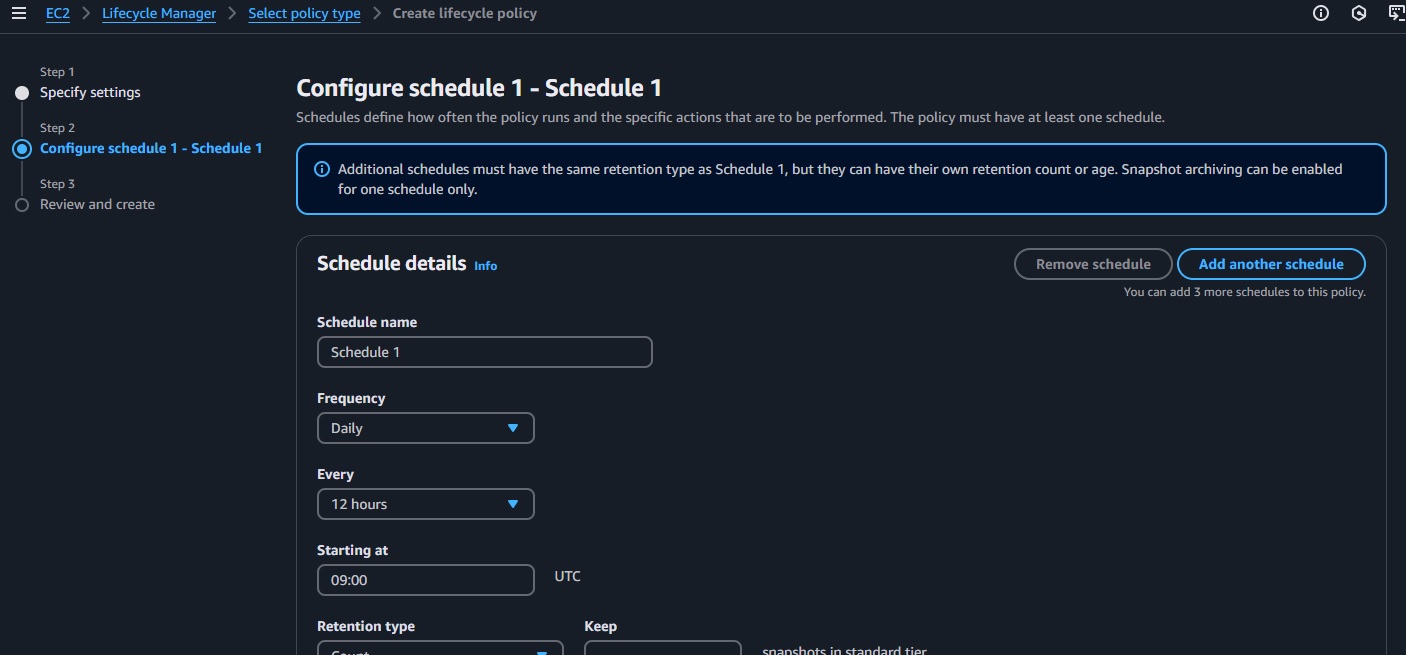 EC2 > Lifecycle Manager > Select policy type > Create lifecycle policy
Step 1
Specify settings
Step 2
Configure schedule 1 - Schedule 1
Step 3
Review and create
Configure schedule 1 - Schedule 1
Schedules define how often the policy runs and the specific actions that are to be performed. The policy must have at least one schedule.
Additional schedules must have the same retention type as Schedule 1, but they can have their own retention count or age. Snapshot archiving can be enabled
for one schedule only.
Schedule details Info
Remove schedule
Add another schedule
You can add 3 more schedules to this policy.
Schedule name
Schedule 1
Frequency
Daily
Every
12 hours
Starting at
09:00 UTC
Retention type
Keep
Count
snapshots in standard tier